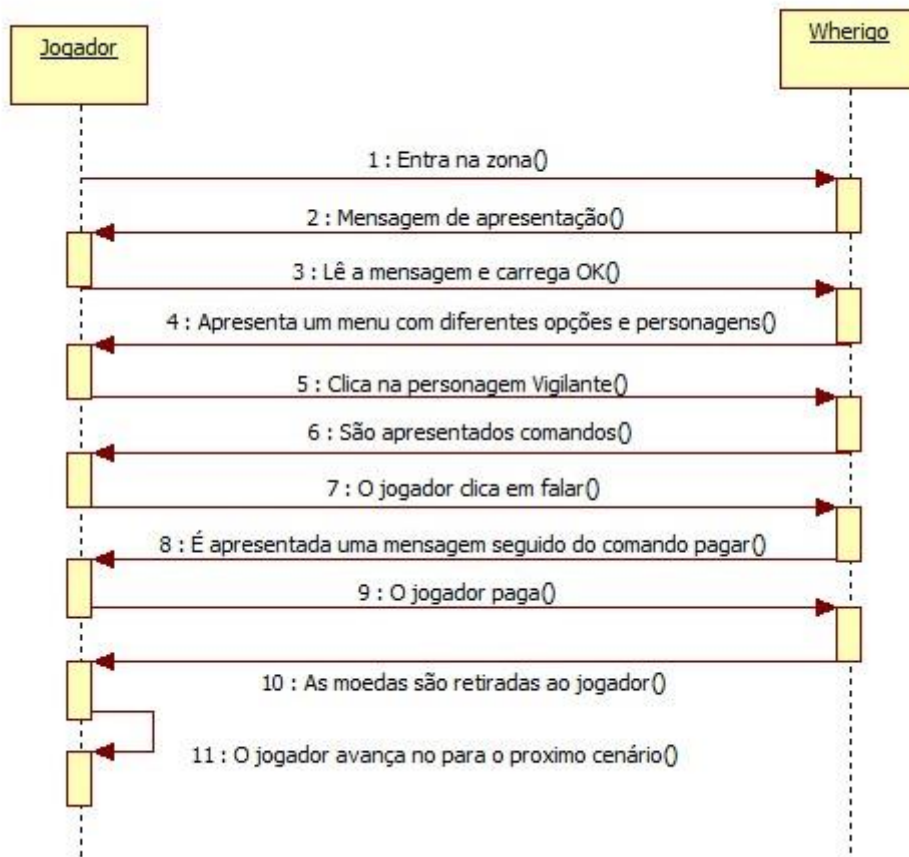 Jogador
Wherigo
1 : Entra na zona()
2 : Mensagem de apresentação()
3 : Lê a mensagem e carrega OK()
4 : Apresenta um menu com diferentes opções e personagens()
5 : Clica na personagem Vigilante()
6 : São apresentados comandos()
7 : O jogador clica em falar()
8 : É apresentada uma mensagem seguido do comando pagar()
9 : O jogador paga()
10 : As moedas são retiradas ao jogador()
11 : O jogador avança no para o proximo cenário()